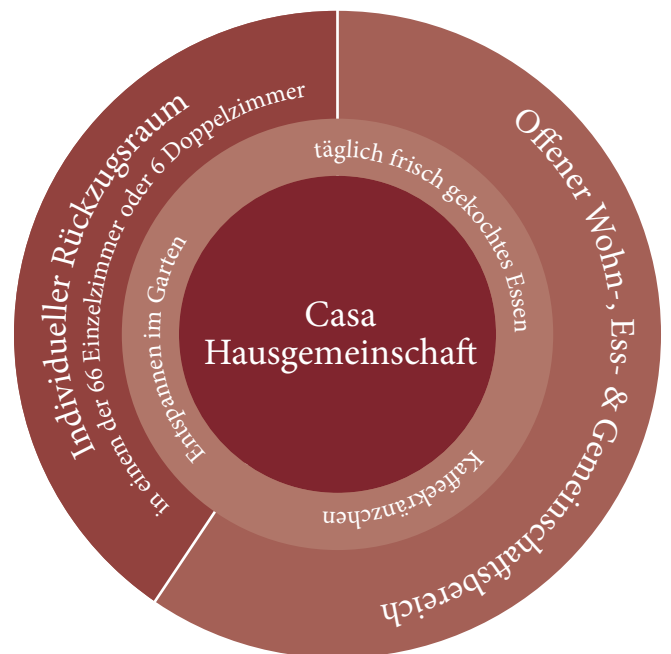 Individueller Rückzugsraum
in einem der 66 Einzelzimmer oder 6 Doppelzimmer
Offener Wohn-, Ess- & Gemeinschaftsbereich
täglich frisch gekochtes Essen
Kaffeekränzchen
Entspannen im Garten
Casa
Hausgemeinschaft